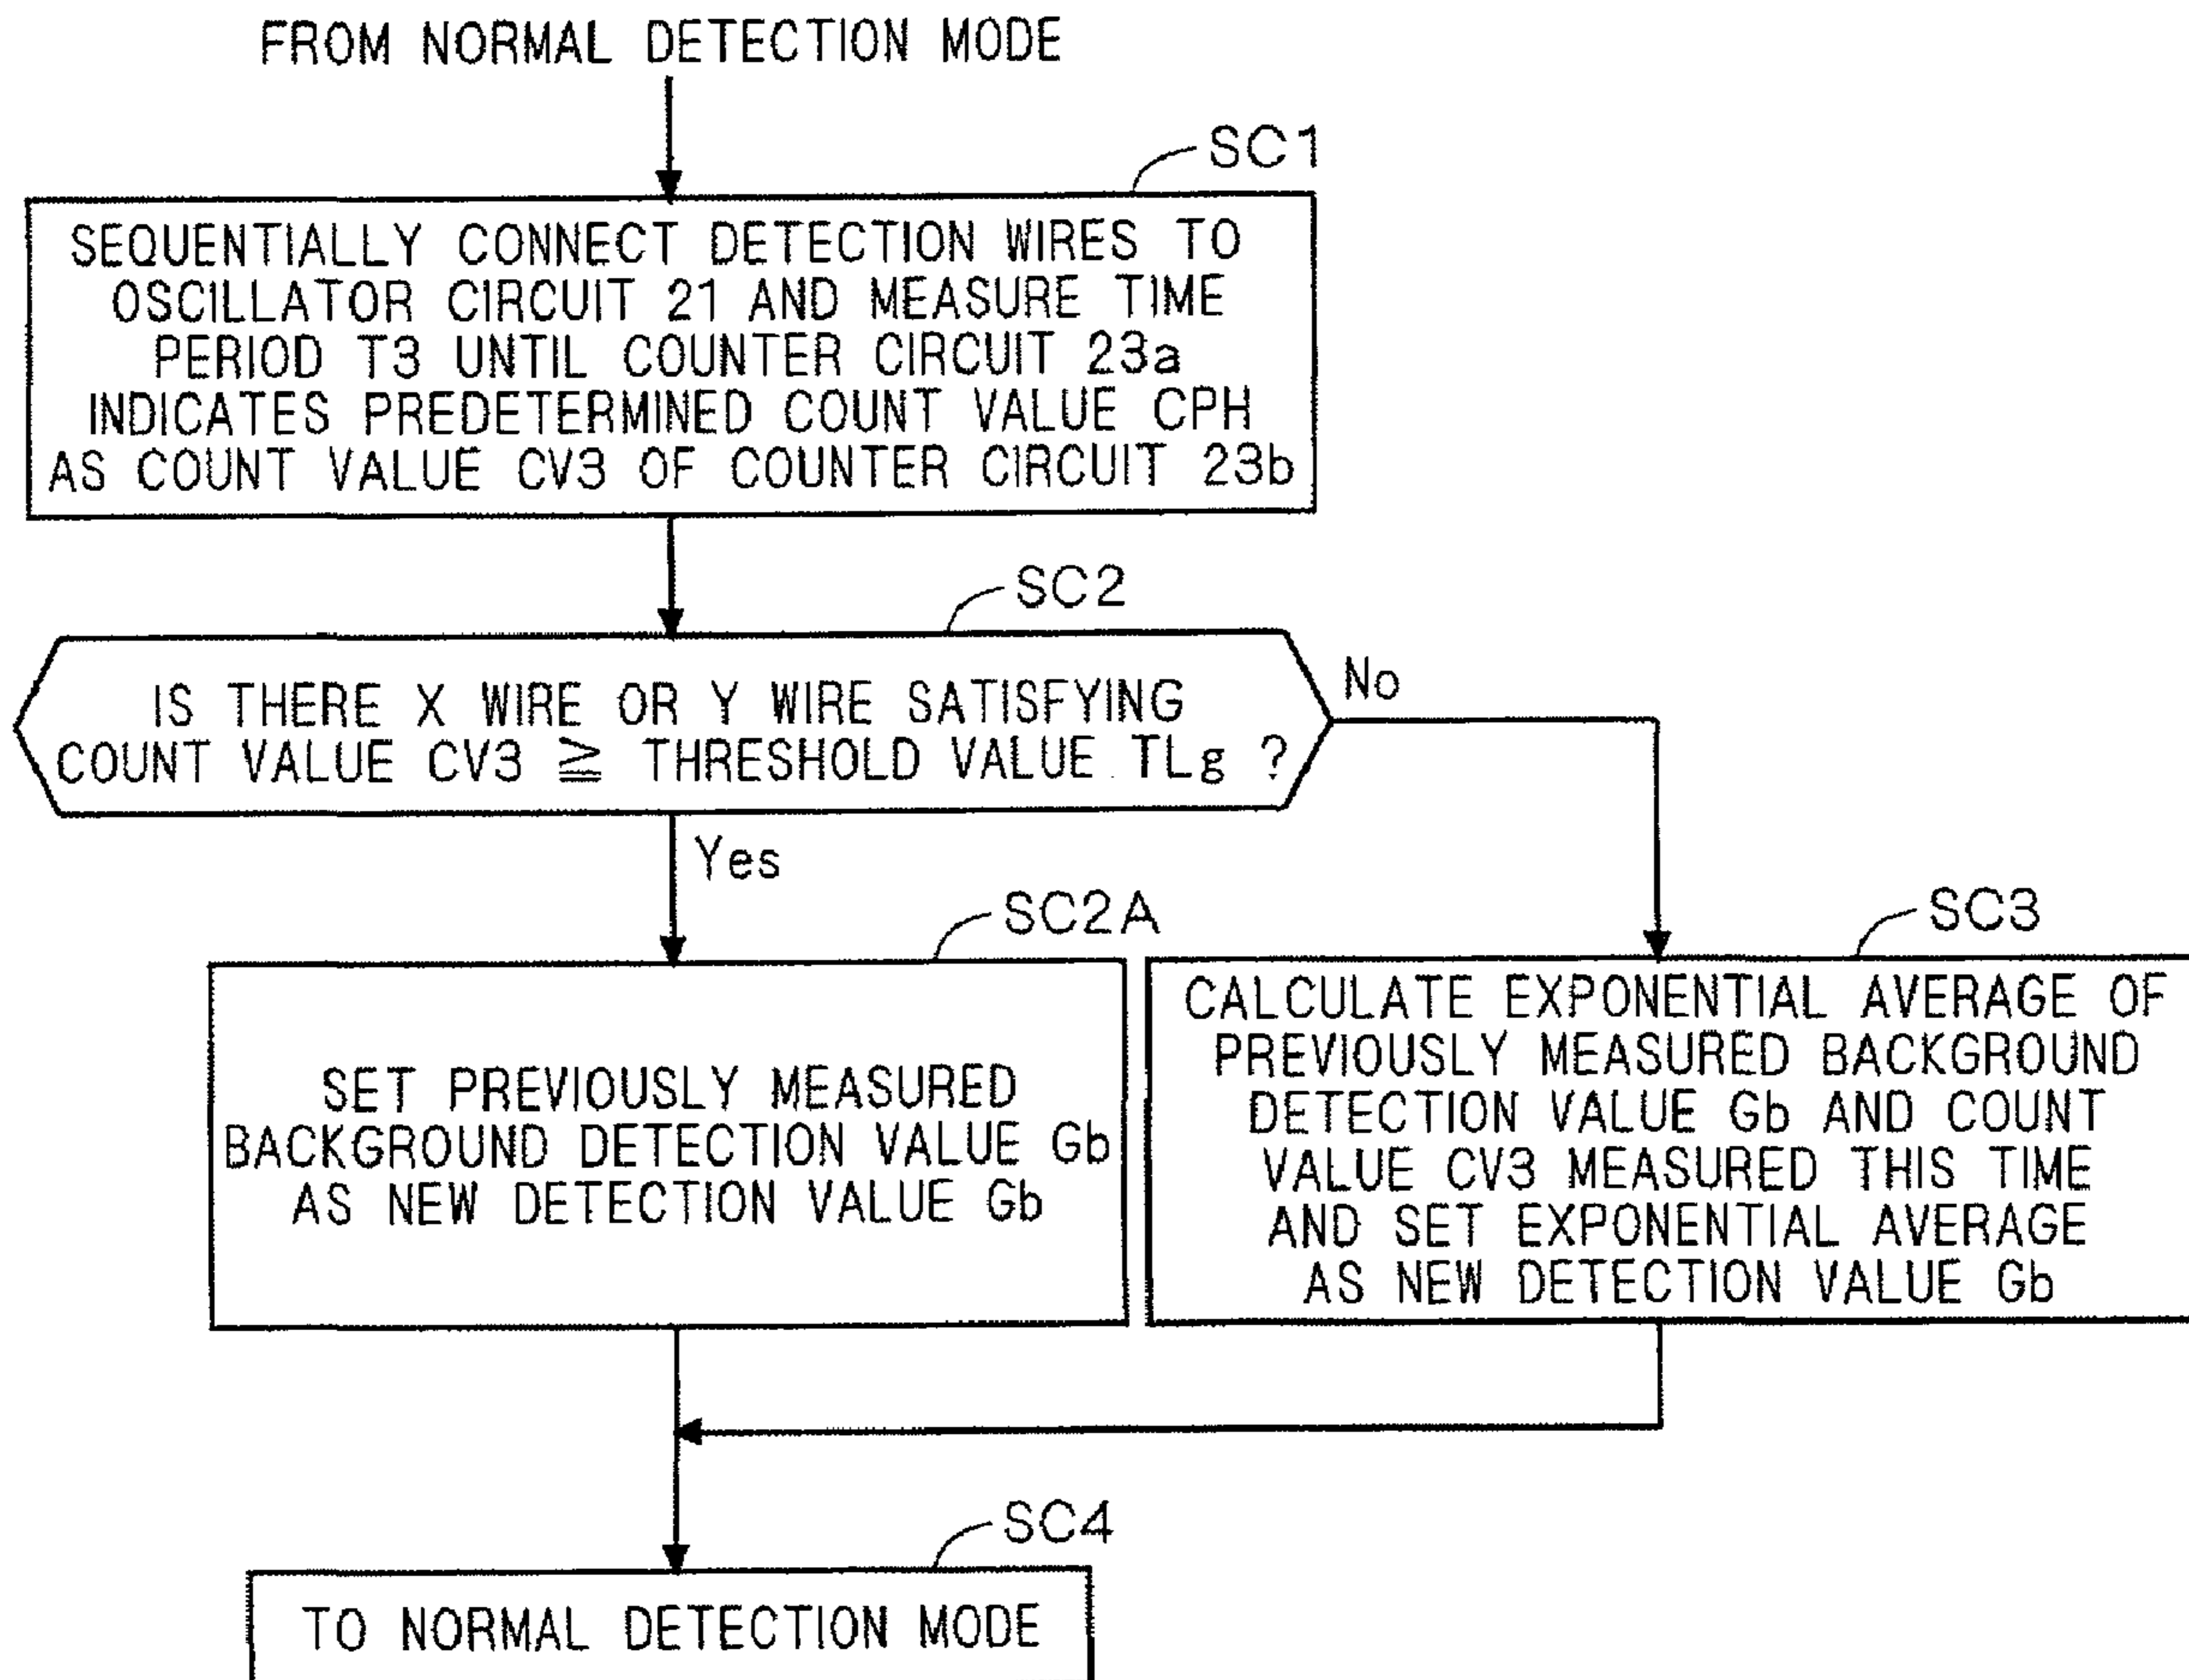 FROM NORMAL DETECTION MODE
SC1
SEQUENTIALLY CONNECT DETECTION WIRES TO
OSCILLATOR CIRCUIT 21 AND MEASURE TIME
PERIOD T3 UNTIL COUNTER CIRCUIT 23a
INDICATES PREDETERMINED COUNT VALUE CPH
AS COUNT VALUE CV3 OF COUNTER CIRCUIT 23b
SC2
IS THERE X WIRE OR Y WIRE SATISFYING
COUNT VALUE CV3 ≧ THRESHOLD VALUE TLg ?
No
Yes
SC2A
SET PREVIOUSLY MEASURED
BACKGROUND DETECTION VALUE Gb
AS NEW DETECTION VALUE Gb
SC3
CALCULATE EXPONENTIAL AVERAGE OF
PREVIOUSLY MEASURED BACKGROUND
DETECTION VALUE Gb AND COUNT
VALUE CV3 MEASURED THIS TIME
AND SET EXPONENTIAL AVERAGE
AS NEW DETECTION VALUE Gb
SC4
TO NORMAL DETECTION MODE